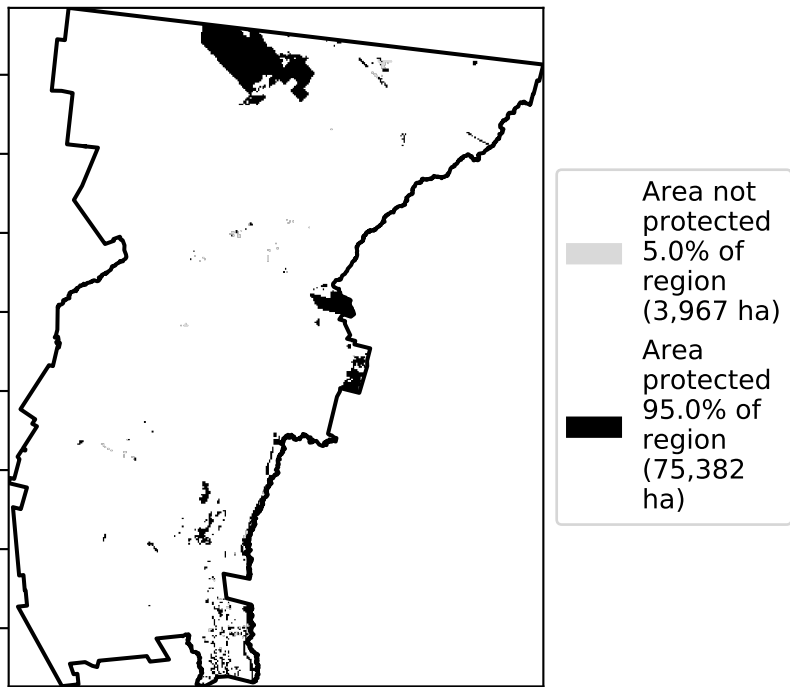 Area not
protected
5.0% of
region
(3,967 ha)
Area
protected
95.0% of
region
(75,382
ha)